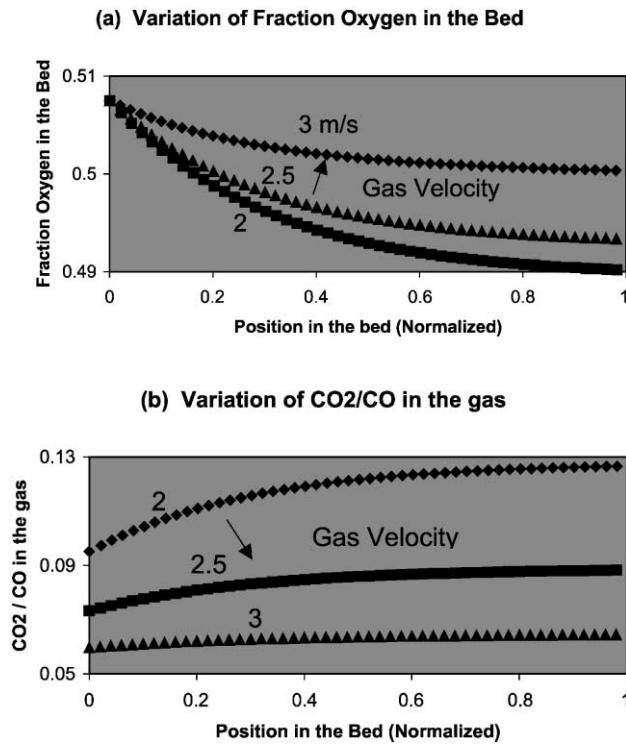 (a) Variation of Fraction Oxygen in the Bed
Fraction Oxygen in the Bed
0.51
0.5
0.49
3 m/s
2.5
Gas Velocity
2
0
0.2
0.4
0.6
0.8
1
Position in the bed (Normalized)
(b) Variation of CO2/CO in the gas
CO2 / CO in the gas
0.13
0.09
0.05
2
Gas Velocity
2.5
3
0
0.2
0.4
0.6
0.8
1
Position in the Bed (Normalized)